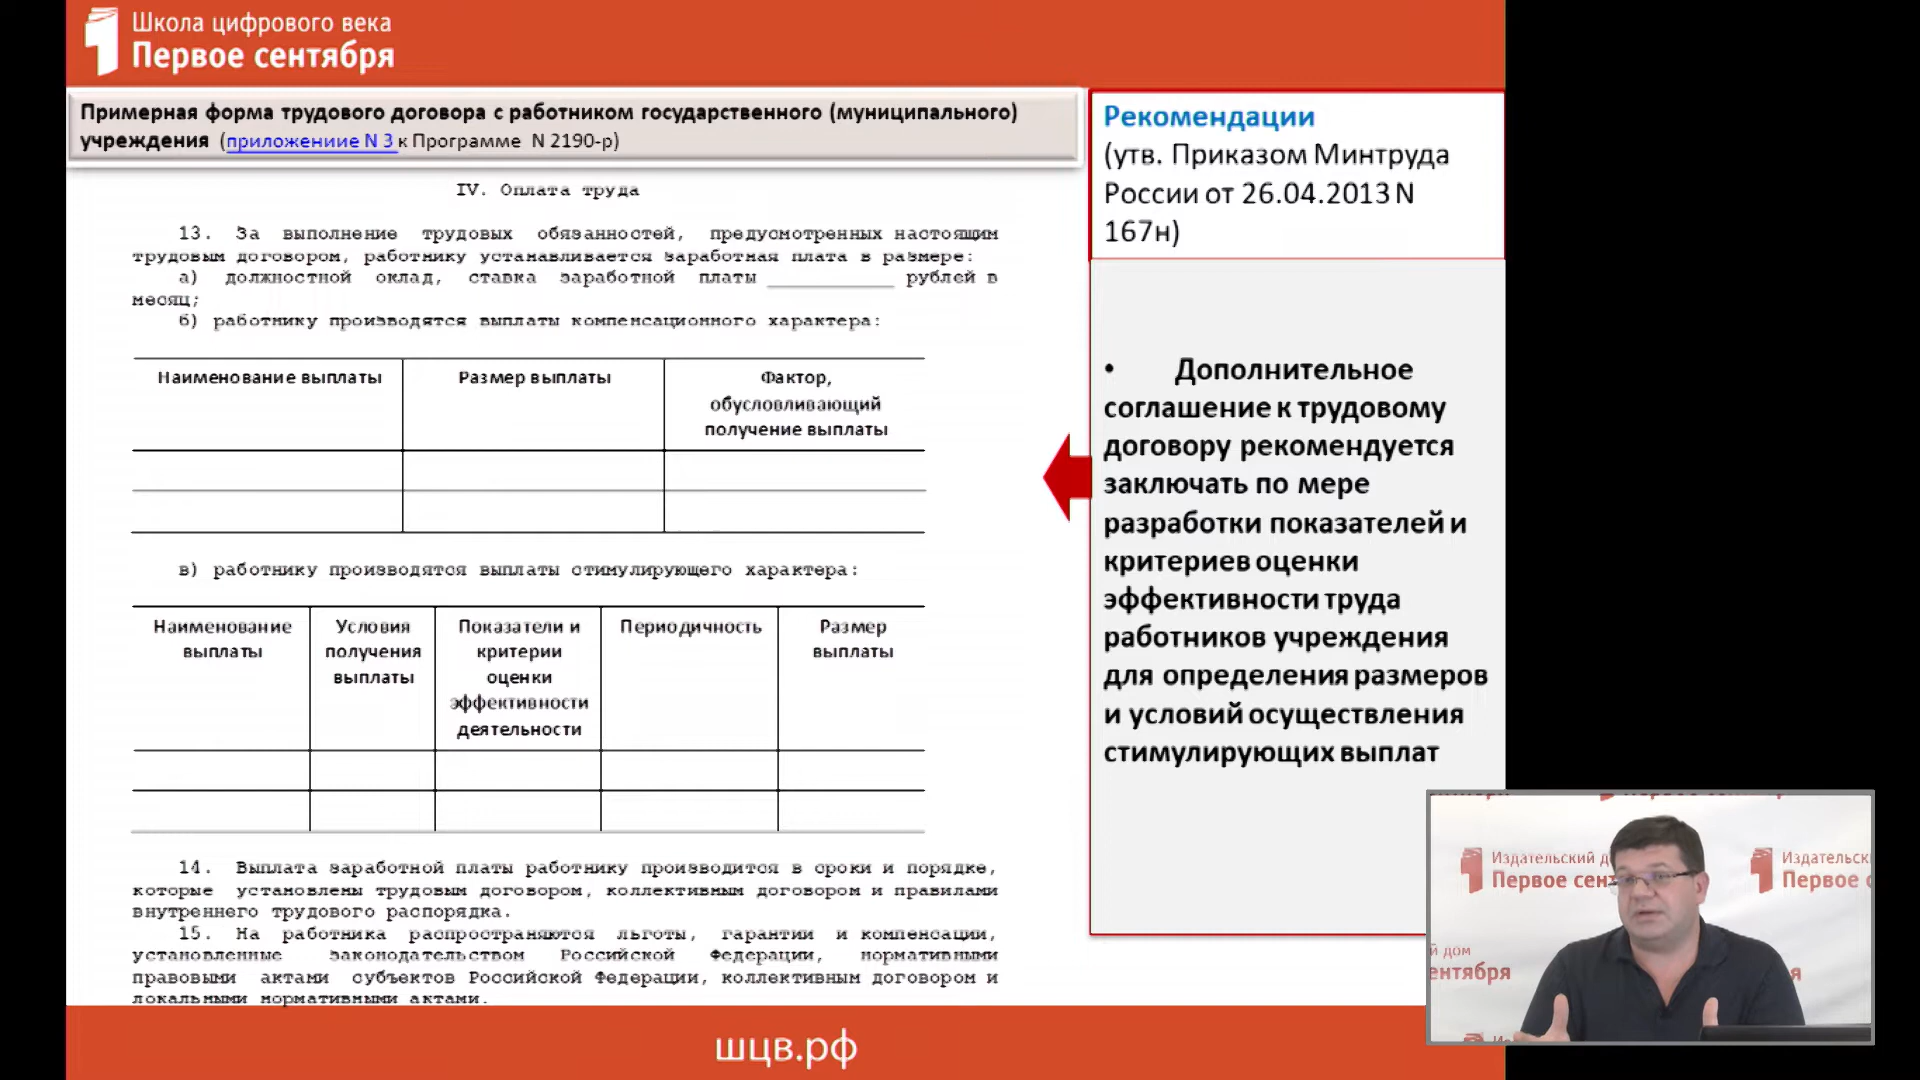 Школа цифрового века
Первое сентября
Примерная форма трудового договора с работником государственного (муниципального)
учреждения (приложениие N 3 к Программе N 2190-р)
IV. Оплата труда
13. За выполнение трудовых обязанностей, предусмотренных настоящим
трудовым договором, работнику устанавливается заработная плата в размере:
а) должностной оклад, ставка заработной платы ____________ рублей в
месяц;
б) работнику производятся выплаты компенсационного характера:
Наименование выплаты
Размер выплаты
Фактор,
обусловливающий
получение выплаты
в) работнику производятся выплаты стимулирующего характера:
Наименование
выплаты
Условия
получения
выплаты
Показатели и
критерии
оценки
эффективности
деятельности
Периодичность
Размер
выплаты
14. Выплата заработной платы работнику производится в сроки и порядке,
которые установлены трудовым договором, коллективным договором и правилами
внутреннего трудового распорядка.
15. На работника распространяются льготы, гарантии и компенсации,
установленные законодательством Российской Федерации, нормативными
правовыми актами субъектов Российской Федерации, коллективным договором и
локальными нормативными актами.
Рекомендации
(утв. Приказом Минтруда
России от 26.04.2013 N
167н)
• Дополнительное
соглашение к трудовому
договору рекомендуется
заключать по мере
разработки показателей и
критериев оценки
эффективности труда
работников учреждения
для определения размеров
и условий осуществления
стимулирующих выплат
Издательский д
Первое сен
Издательск
Первое с
й дом
ентября
я
шцв.рф